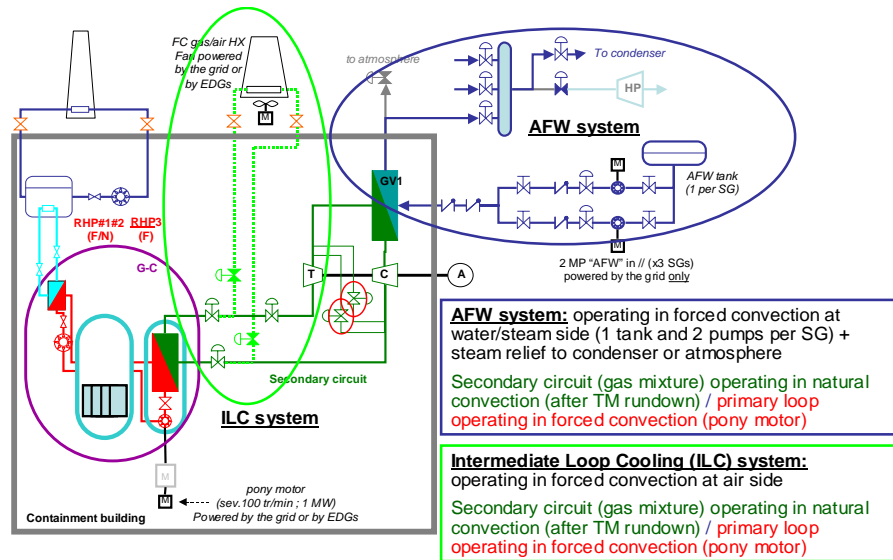 FC gas/air HX
Fan powered
by the grid or
by EDGs
M
to atmosphere
To condenser
HP
AFW system
M
AFW tank
(1 per SG)
GV1
M
2 MP “AFW” in // (x3 SGs)
powered by the grid only
RHP#1#2
(F/N)
RHP3
(F)
G-C
T
C
A
Secondary circuit
ILC system
M
M
pony motor
(sev.100 tr/min ; 1 MW)
Powered by the grid or by EDGs
Containment building
AFW system: operating in forced convection at
water/steam side (1 tank and 2 pumps per SG) +
steam relief to condenser or atmosphere
Secondary circuit (gas mixture) operating in natural
convection (after TM rundown) / primary loop
operating in forced convection (pony motor)
Intermediate Loop Cooling (ILC) system:
operating in forced convection at air side
Secondary circuit (gas mixture) operating in natural
convection (after TM rundown) / primary loop
operating in forced convection (pony motor)